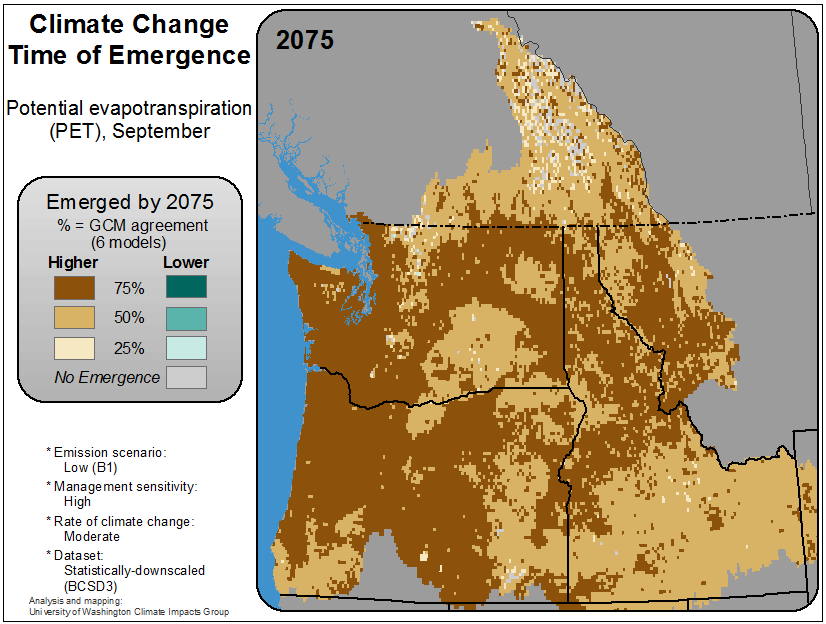 Climate Change
Time of Emergence
Potential evapotranspiration
(PET), September
2075
Emerged by 2075
% = GCM agreement
(6 models)
Higher Lower
75%
50%
25%
No Emergence
* Emission scenario:
Low (B1)
* Management sensitivity:
High
* Rate of climate change:
Moderate
* Dataset:
Statistically-downscaled
(BCSD3)
Analysis and mapping:
University of Washington Climate Impacts Group